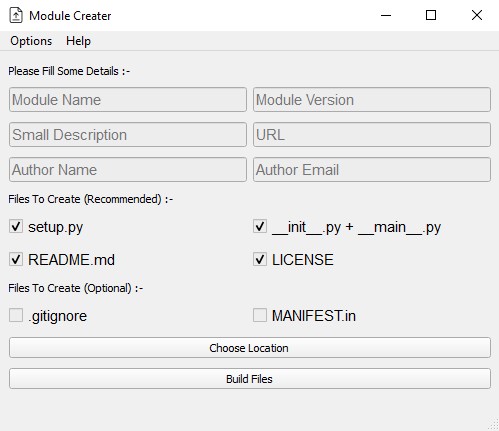 Module Creater
Options Help
Please Fill Some Details :-
Module Name Module Version
Small Description URL
Author Name Author Email
Files To Create (Recommended) :-
setup.py __init__.py + __main__.py
README.md LICENSE
Files To Create (Optional) :-
.gitignore MANIFEST.in
Choose Location
Build Files